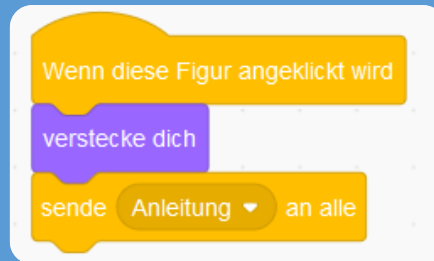 Wenn diese Figur angeklickt wird
verstecke dich
sende Anleitung an alle